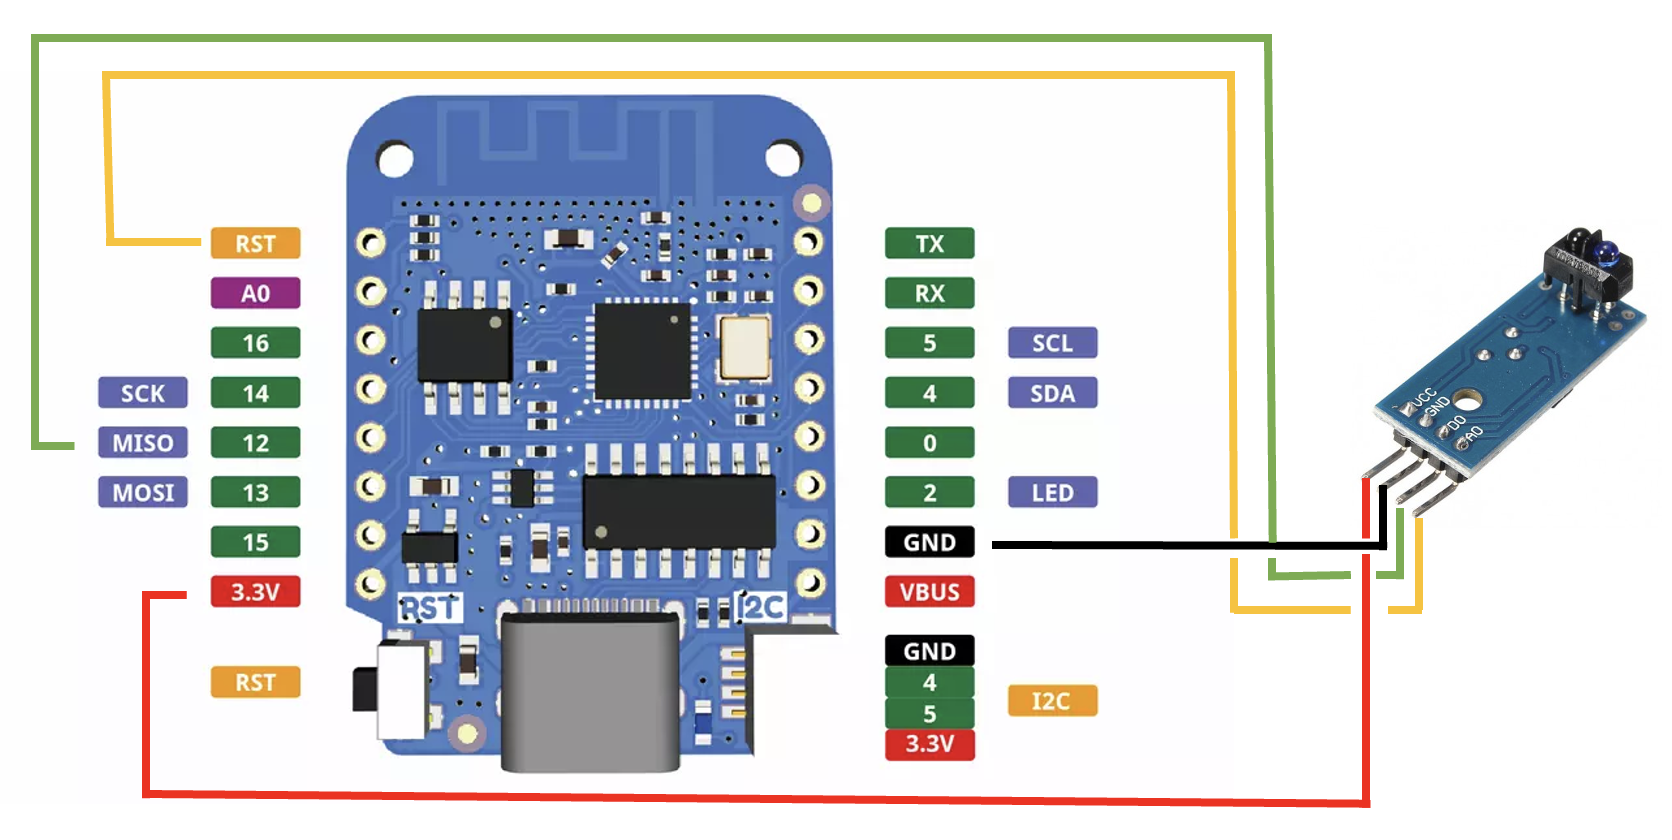 RST TX
A0 RX
16 5 SCL
SCK 14 4 SDA
MISO 12 0
MOSI 13 2 LED
15 GND
3.3V VBUS
RST I2C
RST
GND
4
5
3.3V
I2C
VCC
GND
DO
AO